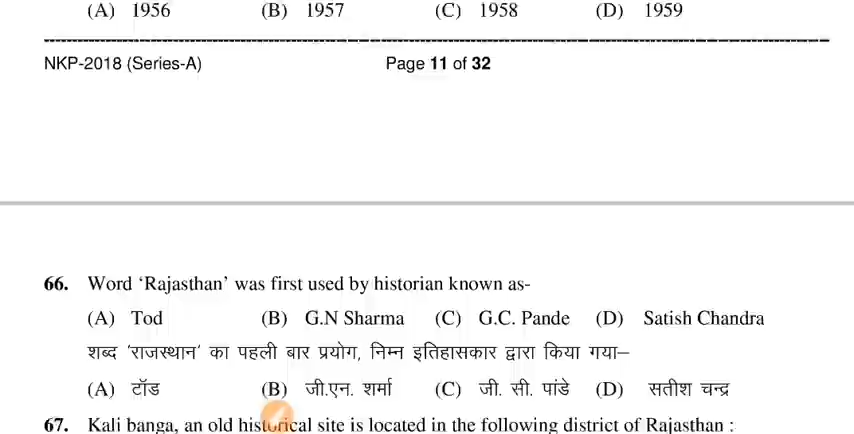 (A) 1956 (B) 1957 (C) 1958 (D) 1959
NKP-2018 (Series-A) Page 11 of 32
66. Word ‘Rajasthan’ was first used by historian known as-
(A) Tod (B) G.N Sharma (C) G.C. Pande (D) Satish Chandra
शब्द ‘राजस्थान’ का पहली बार प्रयोग, निम्न इतिहासकार द्वारा किया गया–
(A) टॉड (B) जी.एन. शर्मा (C) जी. सी. पांडे (D) सतीश चन्द्र
67. Kali banga, an old historical site is located in the following district of Rajasthan :